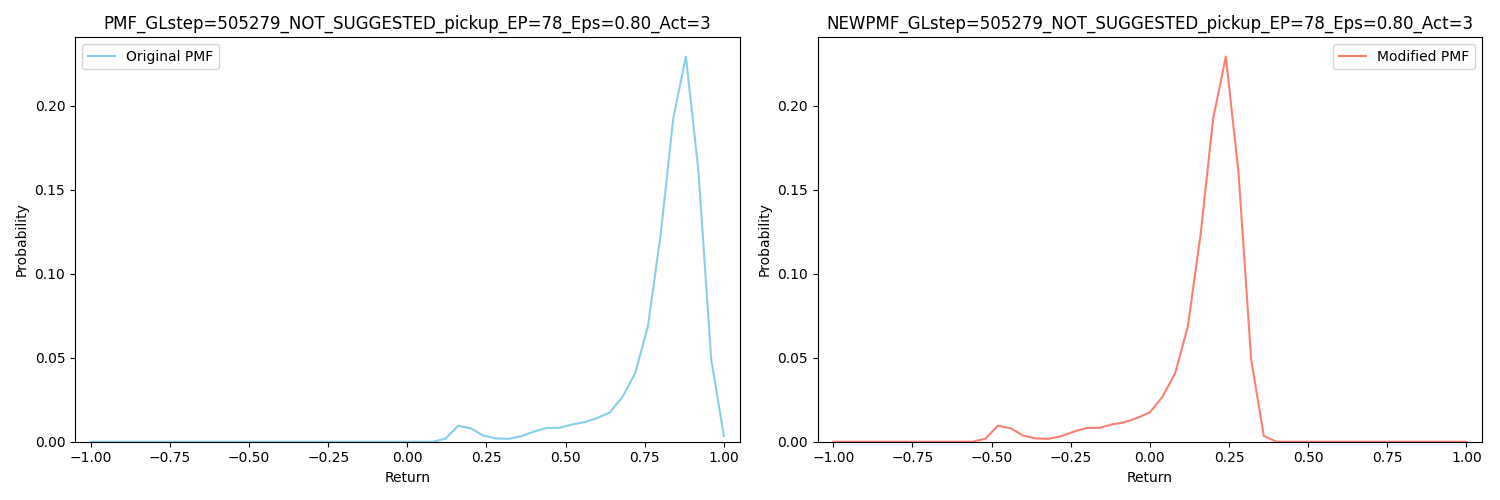 PMF_GLstep=505279_NOT_SUGGESTED_pickup_EP=78_Eps=0.80_Act=3
Original PMF
Probability
0.20
0.15
0.10
0.05
0.00
−1.00 −0.75 −0.50 −0.25 0.00 0.25 0.50 0.75 1.00
Return
NEWPMF_GLstep=505279_NOT_SUGGESTED_pickup_EP=78_Eps=0.80_Act=3
Modified PMF
Probability
0.20
0.15
0.10
0.05
0.00
−1.00 −0.75 −0.50 −0.25 0.00 0.25 0.50 0.75 1.00
Return